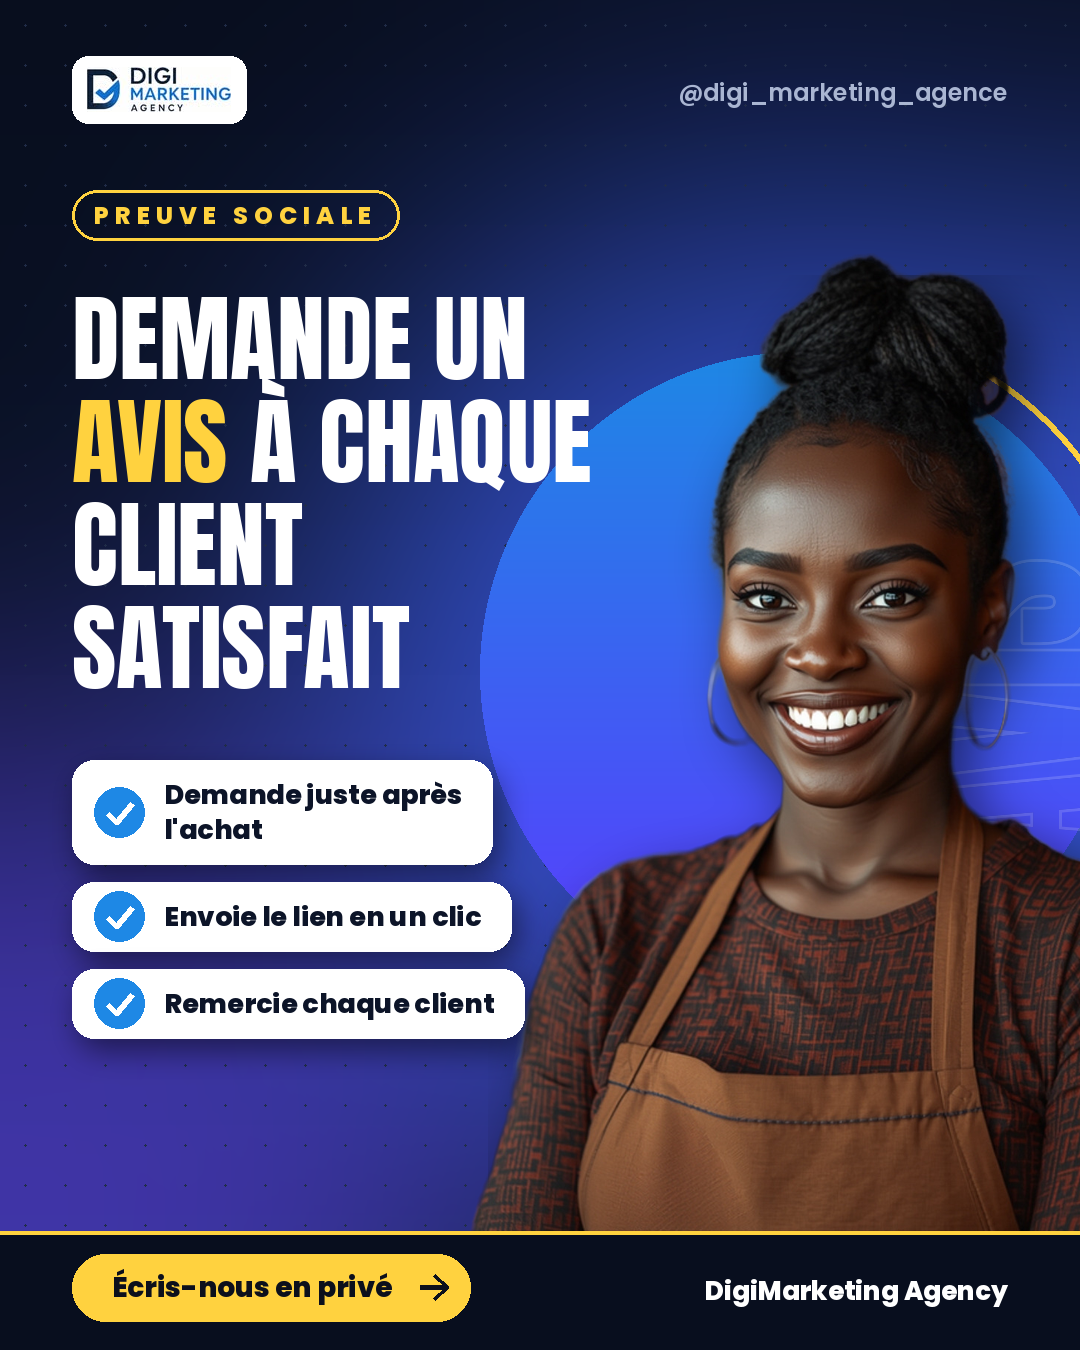 DIGI
MARKETING
AGENCY
@digi_marketing_agence
PREUVE SOCIALE
DEMANDE UN
AVIS À CHAQUE
CLIENT
SATISFAIT
Demande juste après
l'achat
Envoie le lien en un clic
Remercie chaque client
Écris-nous en privé
DigiMarketing Agency